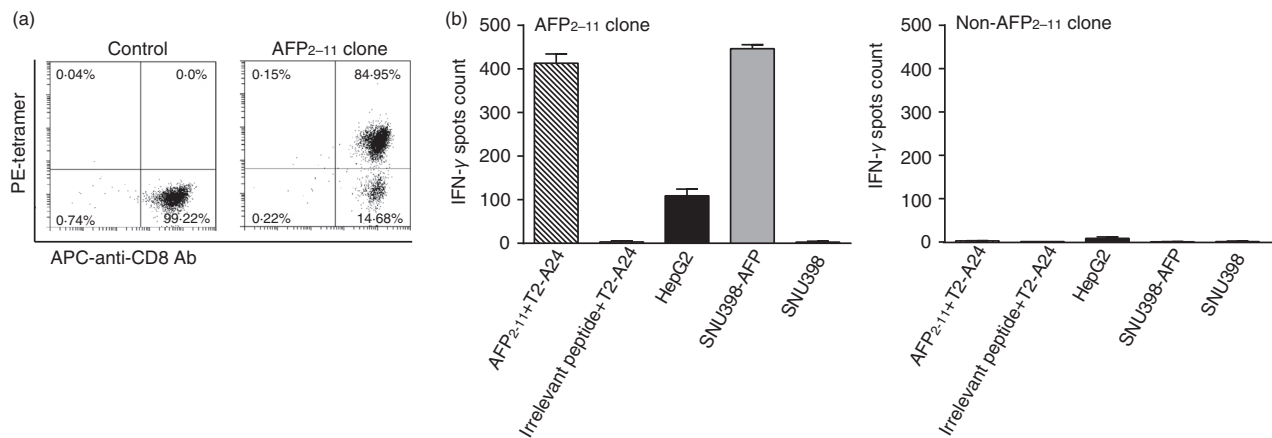 (a)
Control
AFP2–11 clone
0·04%
0·0%
0·15%
84·95%
PE-tetramer
0·74%
99·22%
0·22%
14·68%
APC-anti-CD8 Ab
(b)
AFP2–11 clone
IFN-γ spots count
500
400
300
200
100
0
AFP2–11+T2-A24
Irrelevant peptide+T2-A24
HepG2
SNU398-AFP
SNU398
Non-AFP2–11 clone
IFN-γ spots count
500
400
300
200
100
0
AFP2–11+T2-A24
Irrelevant peptide+T2-A24
HepG2
SNU398-AFP
SNU398